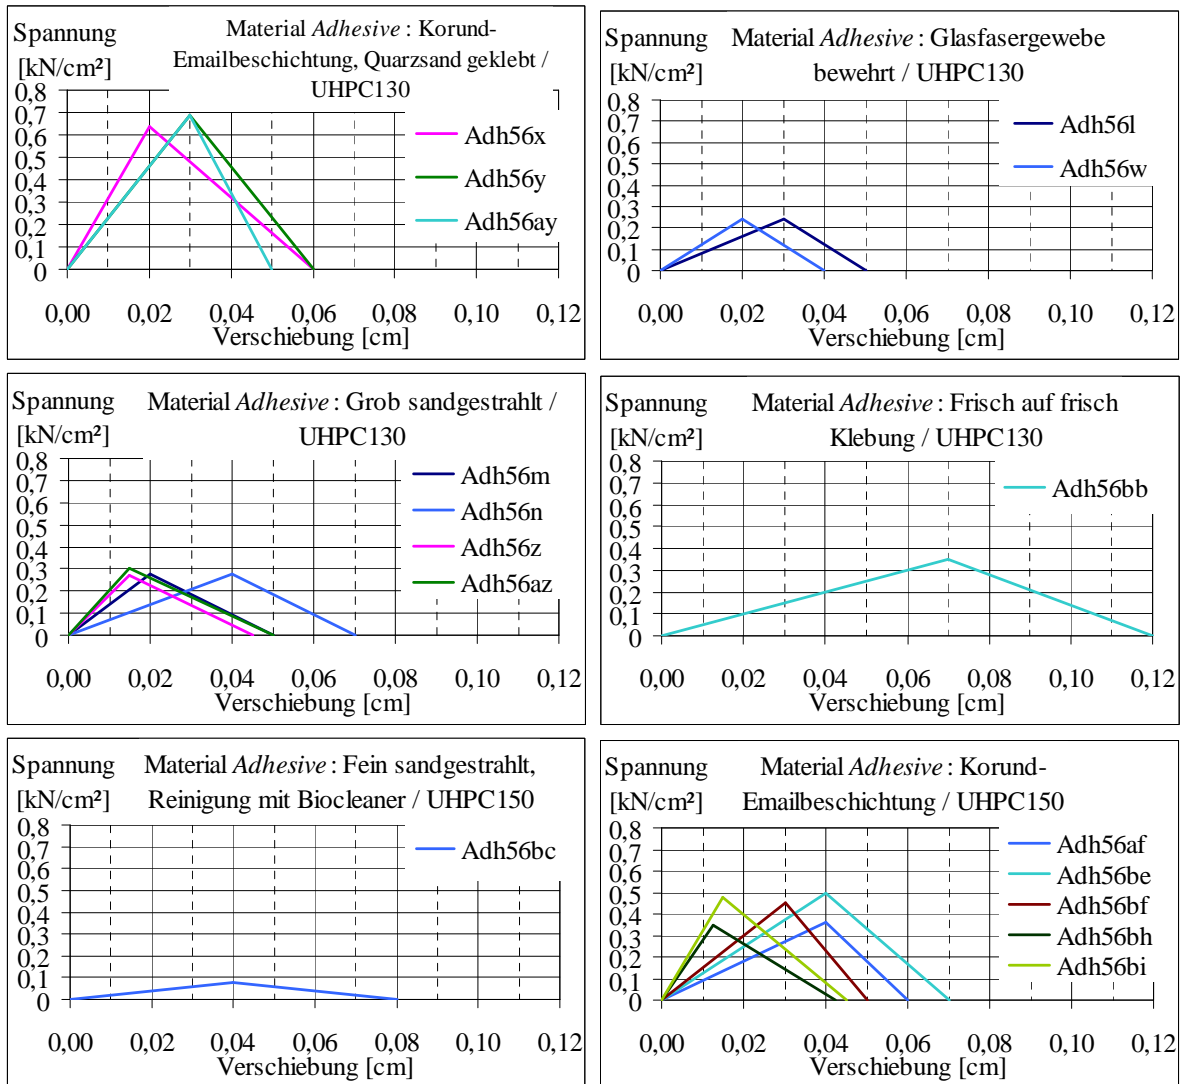 Spannung
[kN/cm²]
Material Adhesive : Korund-
Emailbeschichtung, Quarzsand geklebt /
UHPC130
0,8
0,7
0,6
0,5
0,4
0,3
0,2
0,1
0
Adh56x
Adh56y
Adh56ay
0,00 0,02 0,04 0,06 0,08 0,10 0,12
Verschiebung [cm]
Spannung
[kN/cm²]
Material Adhesive : Glasfasergewebe
bewehrt / UHPC130
0,8
0,7
0,6
0,5
0,4
0,3
0,2
0,1
0
Adh56l
Adh56w
0,00 0,02 0,04 0,06 0,08 0,10 0,12
Verschiebung [cm]
Spannung
[kN/cm²]
Material Adhesive : Grob sandgestrahlt /
UHPC130
0,8
0,7
0,6
0,5
0,4
0,3
0,2
0,1
0
Adh56m
Adh56n
Adh56z
Adh56az
0,00 0,02 0,04 0,06 0,08 0,10 0,12
Verschiebung [cm]
Spannung
[kN/cm²]
Material Adhesive : Frisch auf frisch
Klebung / UHPC130
0,8
0,7
0,6
0,5
0,4
0,3
0,2
0,1
0
Adh56bb
0,00 0,02 0,04 0,06 0,08 0,10 0,12
Verschiebung [cm]
Spannung
[kN/cm²]
Material Adhesive : Fein sandgestrahlt,
Reinigung mit Biocleaner / UHPC150
0,8
0,7
0,6
0,5
0,4
0,3
0,2
0,1
0
Adh56bc
0,00 0,02 0,04 0,06 0,08 0,10 0,12
Verschiebung [cm]
Spannung
[kN/cm²]
Material Adhesive : Korund-
Emailbeschichtung / UHPC150
0,8
0,7
0,6
0,5
0,4
0,3
0,2
0,1
0
Adh56af
Adh56be
Adh56bf
Adh56bh
Adh56bi
0,00 0,02 0,04 0,06 0,08 0,10 0,12
Verschiebung [cm]